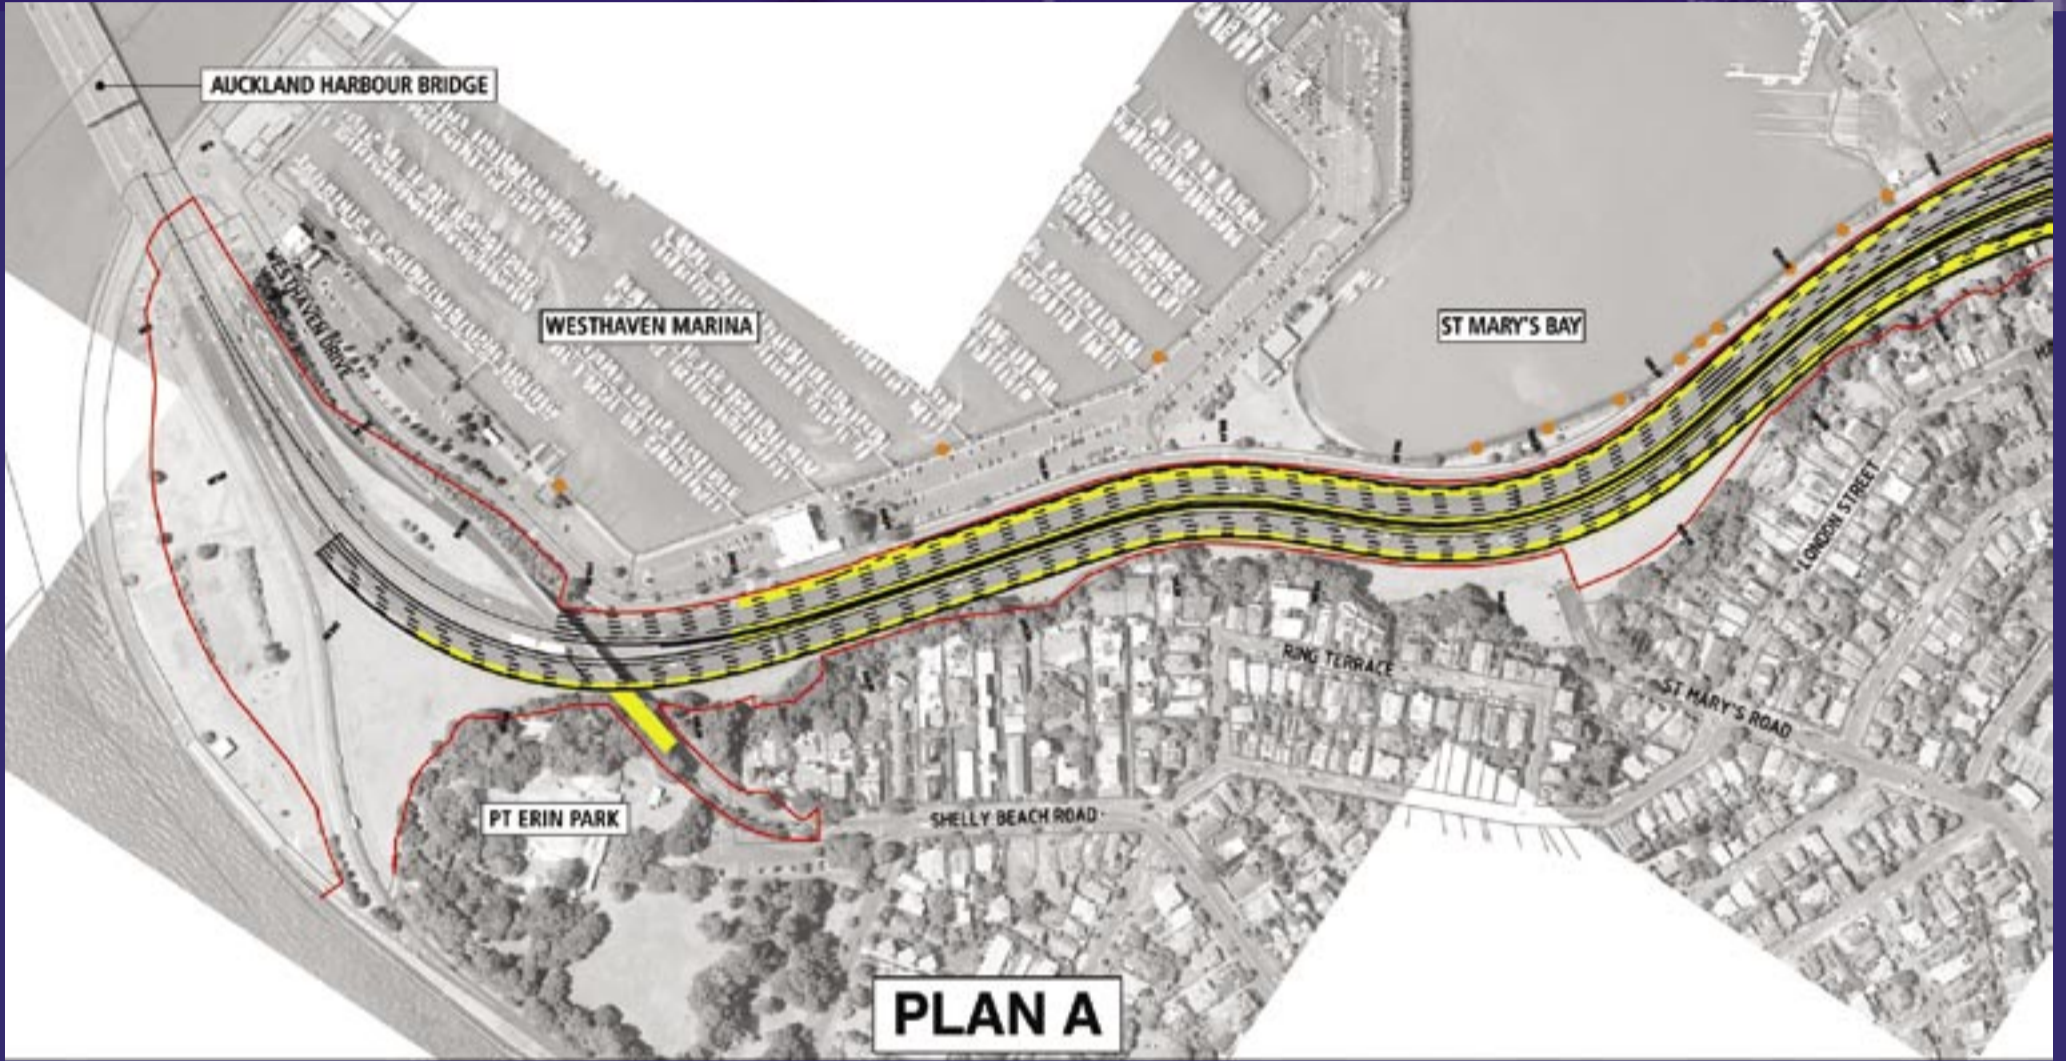 AUCKLAND HARBOUR BRIDGE
WESTHAVEN DRIVE
WESTHAVEN MARINA
ST MARY'S BAY
LONDON STREET
RING TERRACE
ST MARY'S ROAD
PT ERIN PARK
SHELLY BEACH ROAD
PLAN A